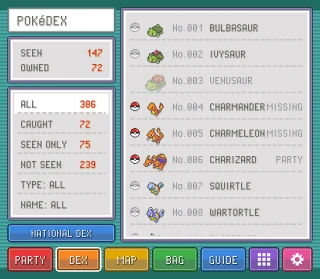 POKéDEX
SEEN 147
OWNED 72
ALL 386
CAUGHT 72
SEEN ONLY 75
NOT SEEN 239
TYPE: ALL
NAME: ALL
NATIONAL DEX
No.001 BULBASAUR
No.002 IVYSAUR
No.003 VENUSAUR
No.004 CHARMANDER MISSING
No.005 CHARMELEON MISSING
No.006 CHARIZARD PARTY
No.007 SQUIRTLE
No.008 WARTORTLE
PARTY DEX MAP BAG GUIDE